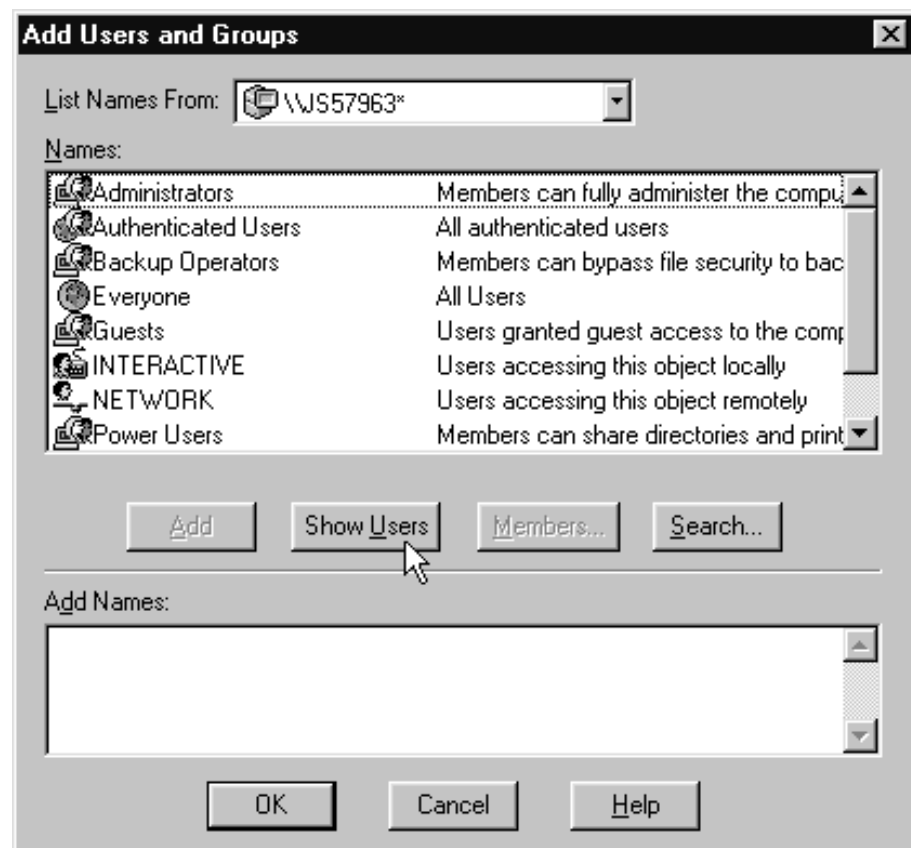 Add Users and Groups
List Names From: \\JS57963*
Names:
Administrators Members can fully administer the compu
Authenticated Users All authenticated users
Backup Operators Members can bypass file security to bac
Everyone All Users
Guests Users granted guest access to the comp
INTERACTIVE Users accessing this object locally
NETWORK Users accessing this object remotely
Power Users Members can share directories and print
Add Show Users Members... Search...
Add Names:
OK Cancel Help